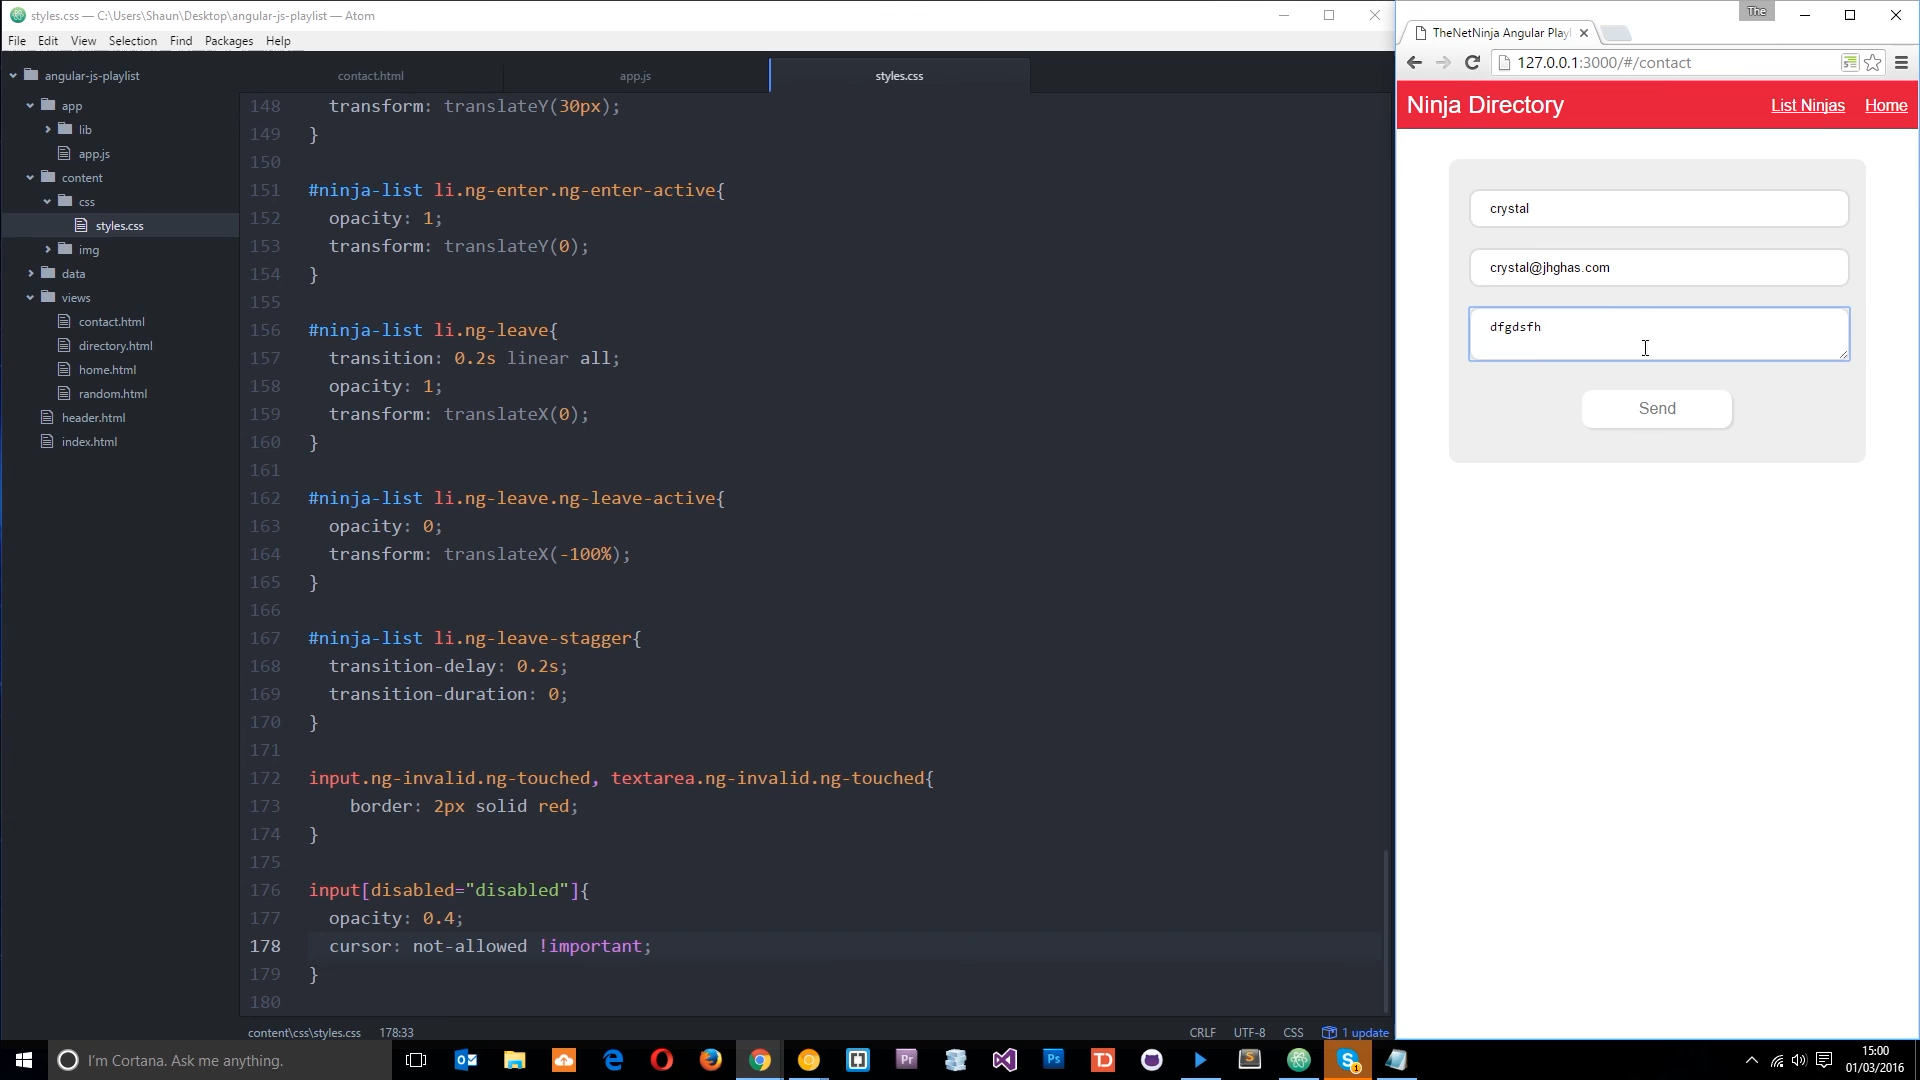 styles.css — C:\Users\Shaun\Desktop\angular-js-playlist — Atom
File Edit View Selection Find Packages Help
angular-js-playlist
app
lib
app.js
content
css
styles.css
img
data
views
contact.html
directory.html
home.html
random.html
header.html
index.html
contact.html app.js styles.css
148 transform: translateY(30px);
149 }
150
151 #ninja-list li.ng-enter.ng-enter-active{
152 opacity: 1;
153 transform: translateY(0);
154 }
155
156 #ninja-list li.ng-leave{
157 transition: 0.2s linear all;
158 opacity: 1;
159 transform: translateX(0);
160 }
161
162 #ninja-list li.ng-leave.ng-leave-active{
163 opacity: 0;
164 transform: translateX(-100%);
165 }
166
167 #ninja-list li.ng-leave-stagger{
168 transition-delay: 0.2s;
169 transition-duration: 0;
170 }
171
172 input.ng-invalid.ng-touched, textarea.ng-invalid.ng-touched{
173 border: 2px solid red;
174 }
175
176 input[disabled="disabled"]{
177 opacity: 0.4;
178 cursor: not-allowed !important;
179 }
180
content\css\styles.css 178:33 CRLF UTF-8 CSS 1 update
The
TheNetNinja Angular Playl
127.0.0.1:3000/#/contact
Ninja Directory List Ninjas Home
crystal
crystal@jhghas.com
dfgdsfh
Send
I'm Cortana. Ask me anything.
Pr
Ps
TD
S
1
15:00
01/03/2016